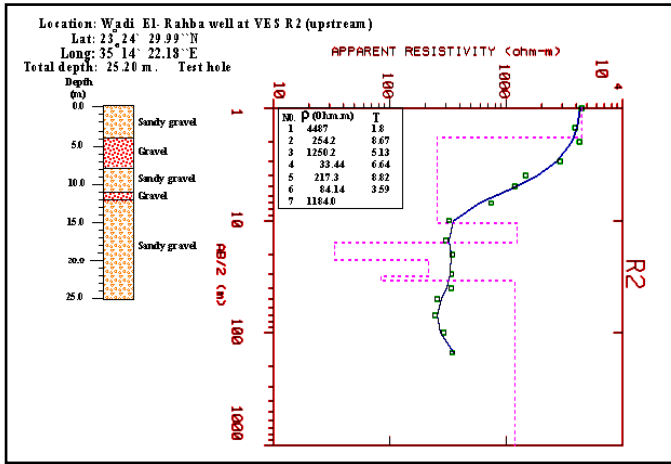 Location: Wadi El-Rahba well at VES R2 (upstream)
Lat: 23° 24` 29.99``N
Long: 35° 14` 22.18``E
Total depth: 25.20 m. Test hole
Depth
(m)
0.0
5.0
10.0
15.0
20.0
25.0
Sandy gravel
Gravel
Sandy gravel
Gravel
Sandy gravel
APPARENT RESISTIVITY (ohm-m)
10
100
1000
10 4
1
10
100
1000
AB/2 (m)
N0. ρ (Ohm.m) T
1 4487 1.8
2 254.2 8.67
3 1250.2 5.13
4 33.44 6.64
5 217.3 8.82
6 84.14 3.59
7 1184.0
R2